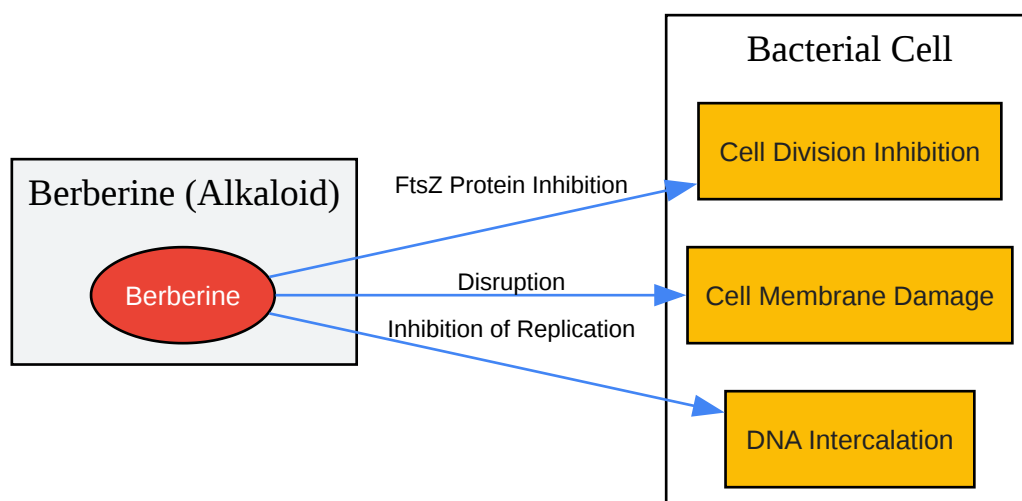 Bacterial Cell
Cell Division Inhibition
FtsZ Protein Inhibition
Berberine (Alkaloid)
Berberine
Disruption
Cell Membrane Damage
Inhibition of Replication
DNA Intercalation